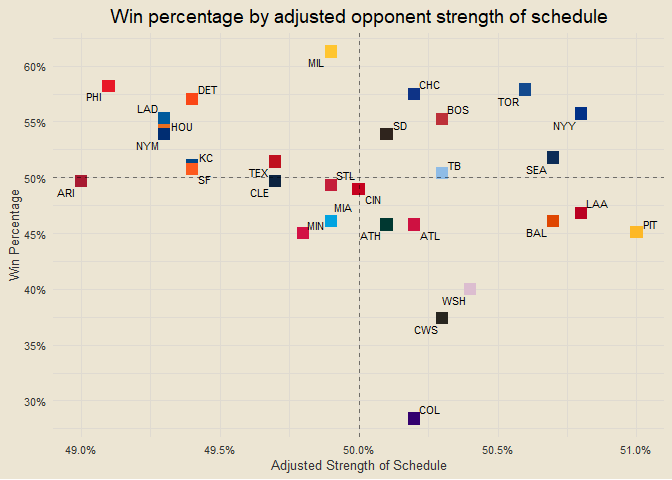 Win percentage by adjusted opponent strength of schedule
Win Percentage
60%
55%
50%
45%
40%
35%
30%
MIL
PHI
DET
LAD
HOU
NYM
CHC
BOS
SD
TOR
NYY
KC
SF
TEX
CLE
STL
CIN
TB
SEA
ARI
MIA
MIN
ATH
ATL
LAA
BAL
PIT
WSH
CWS
COL
49.0%
49.5%
50.0%
50.5%
51.0%
Adjusted Strength of Schedule